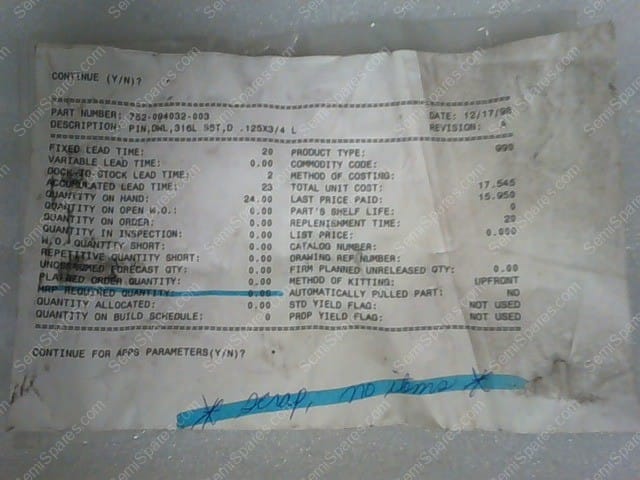 CONTINUE (Y/N)?
PART NUMBER: 762-094032-003 DATE: 12/17/96
DESCRIPTION: PIN,DWL,316L SST,D .125X3/4 L REVISION: A
FIXED LEAD TIME: 20 PRODUCT TYPE: 990
VARIABLE LEAD TIME: 0.00 COMMODITY CODE:
DOCK-TO-STOCK LEAD TIME: 2 METHOD OF COSTING:
ACCUMULATED LEAD TIME: 23 TOTAL UNIT COST: 17.545
QUANTITY ON HAND: 24.00 LAST PRICE PAID: 15.950
QUANTITY ON OPEN W.O.: 0.00 PART'S SHELF LIFE: 0
QUANTITY ON ORDER: 0.00 REPLENISHMENT TIME: 20
QUANTITY IN INSPECTION: 0.00 LIST PRICE: 0.000
W.O. QUANTITY SHORT: 0.00 CATALOG NUMBER:
REPETITIVE QUANTITY SHORT: 0.00 DRAWING REF NUMBER:
UNCONSUMED FORECAST QTY: 0.00 FIRM PLANNED UNRELEASED QTY: 0.00
PLANNED ORDER QUANTITY: 0.00 METHOD OF KITTING: UPFRONT
MRP REQUIRED QUANTITY: 0.00 AUTOMATICALLY PULLED PART: NO
QUANTITY ALLOCATED: 0.00 STD YIELD FLAG: NOT USED
QUANTITY ON BUILD SCHEDULE: 0 PROP YIELD FLAG: NOT USED
CONTINUE FOR APPS PARAMETERS(Y/N)?
SemiSpares.com